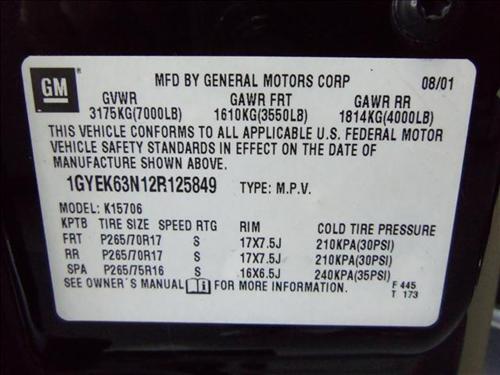 GM
MFD BY GENERAL MOTORS CORP 08/01
GVWR GAWR FRT GAWR RR
3175KG(7000LB) 1610KG(3550LB) 1814KG(4000LB)
THIS VEHICLE CONFORMS TO ALL APPLICABLE U.S. FEDERAL MOTOR
VEHICLE SAFETY STANDARDS IN EFFECT ON THE DATE OF
MANUFACTURE SHOWN ABOVE.
1GYEK63N12R125849 TYPE: M.P.V.
MODEL: K15706
KPTB TIRE SIZE SPEED RTG RIM COLD TIRE PRESSURE
FRT P265/70R17 S 17X7.5J 210KPA(30PSI)
RR P265/70R17 S 17X7.5J 210KPA(30PSI)
SPA P265/75R16 S 16X6.5J 240KPA(35PSI)
SEE OWNER'S MANUAL FOR MORE INFORMATION. F 445
T 173